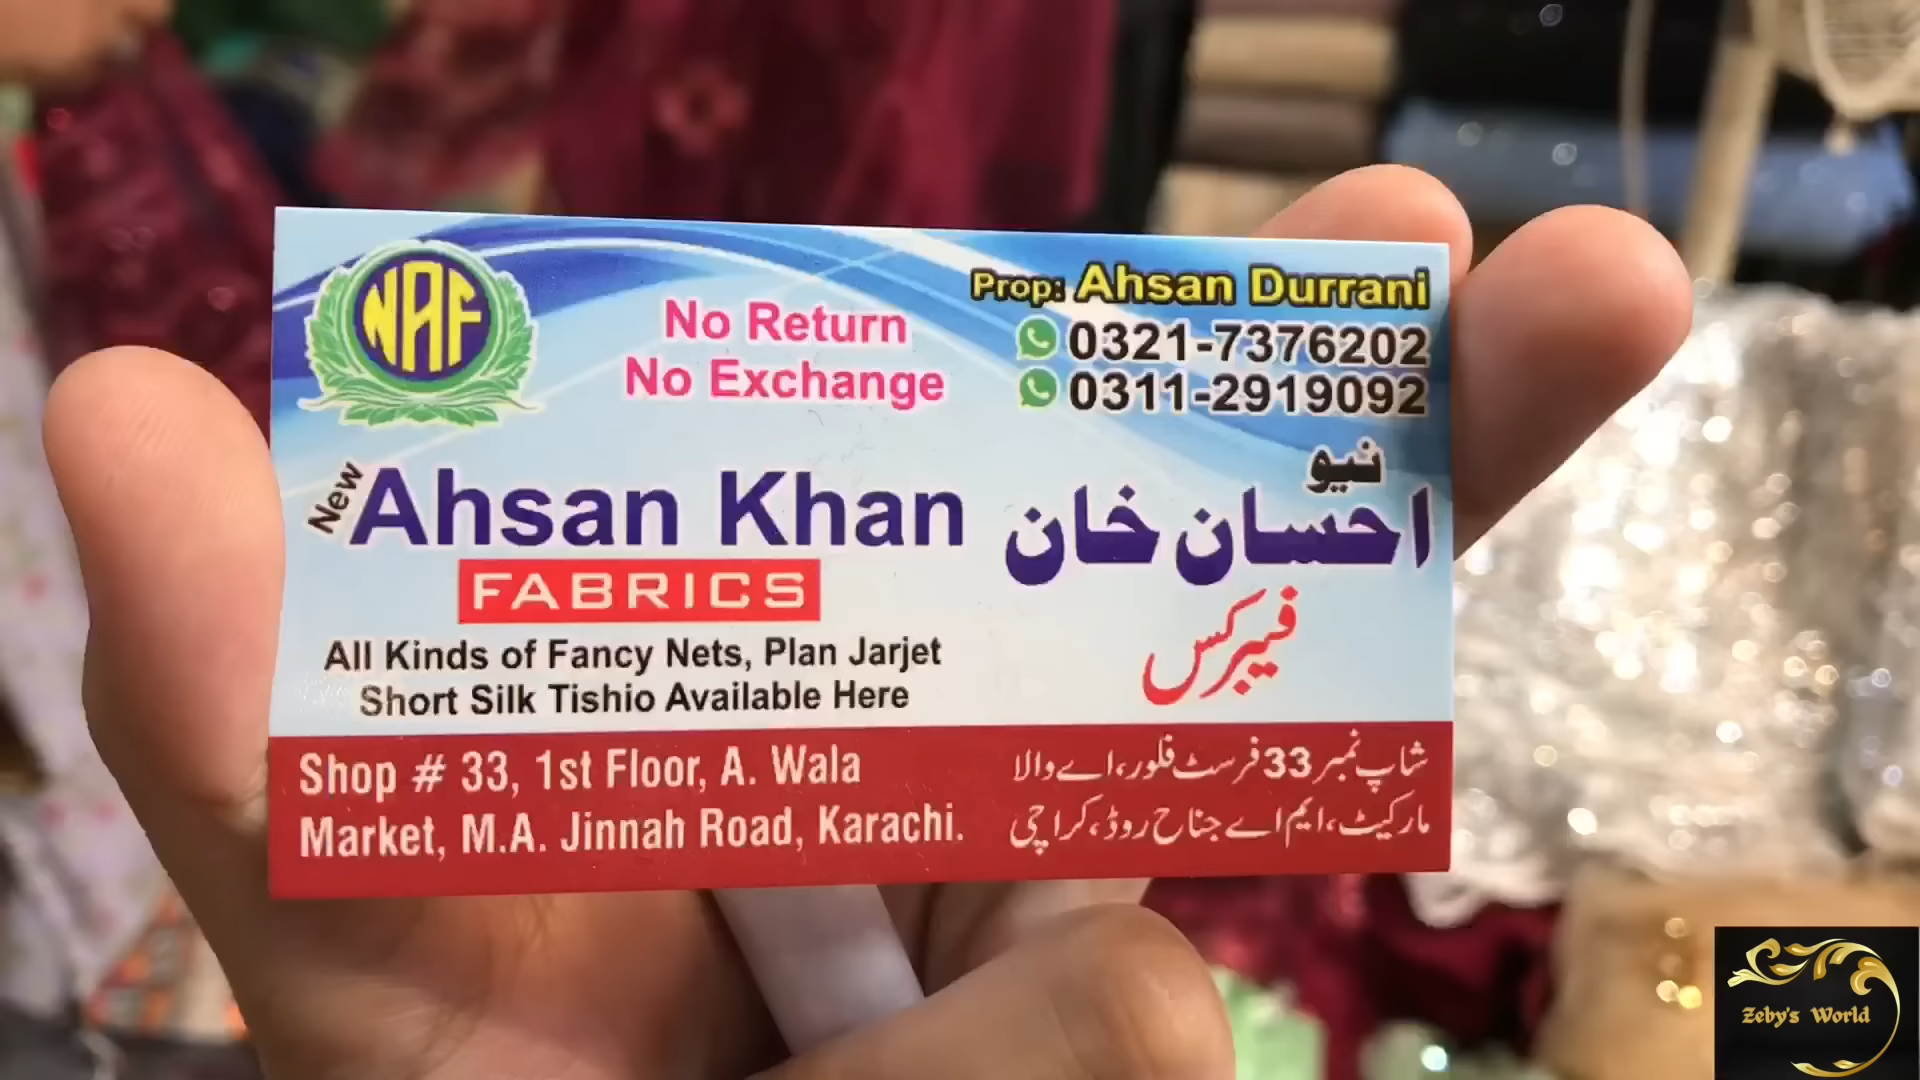 NAF
No Return
No Exchange
Prop: Ahsan Durrani
0321-7376202
0311-2919092
New Ahsan Khan
FABRICS
All Kinds of Fancy Nets, Plan Jarjet
Short Silk Tishio Available Here
نیو
احسان خان
فیبرکس
Shop # 33, 1st Floor, A. Wala
Market, M.A. Jinnah Road, Karachi.
شاپ نمبر 33 فرسٹ فلور، اے والا
مارکیٹ، ایم اے جناح روڈ، کراچی
Zeby's World